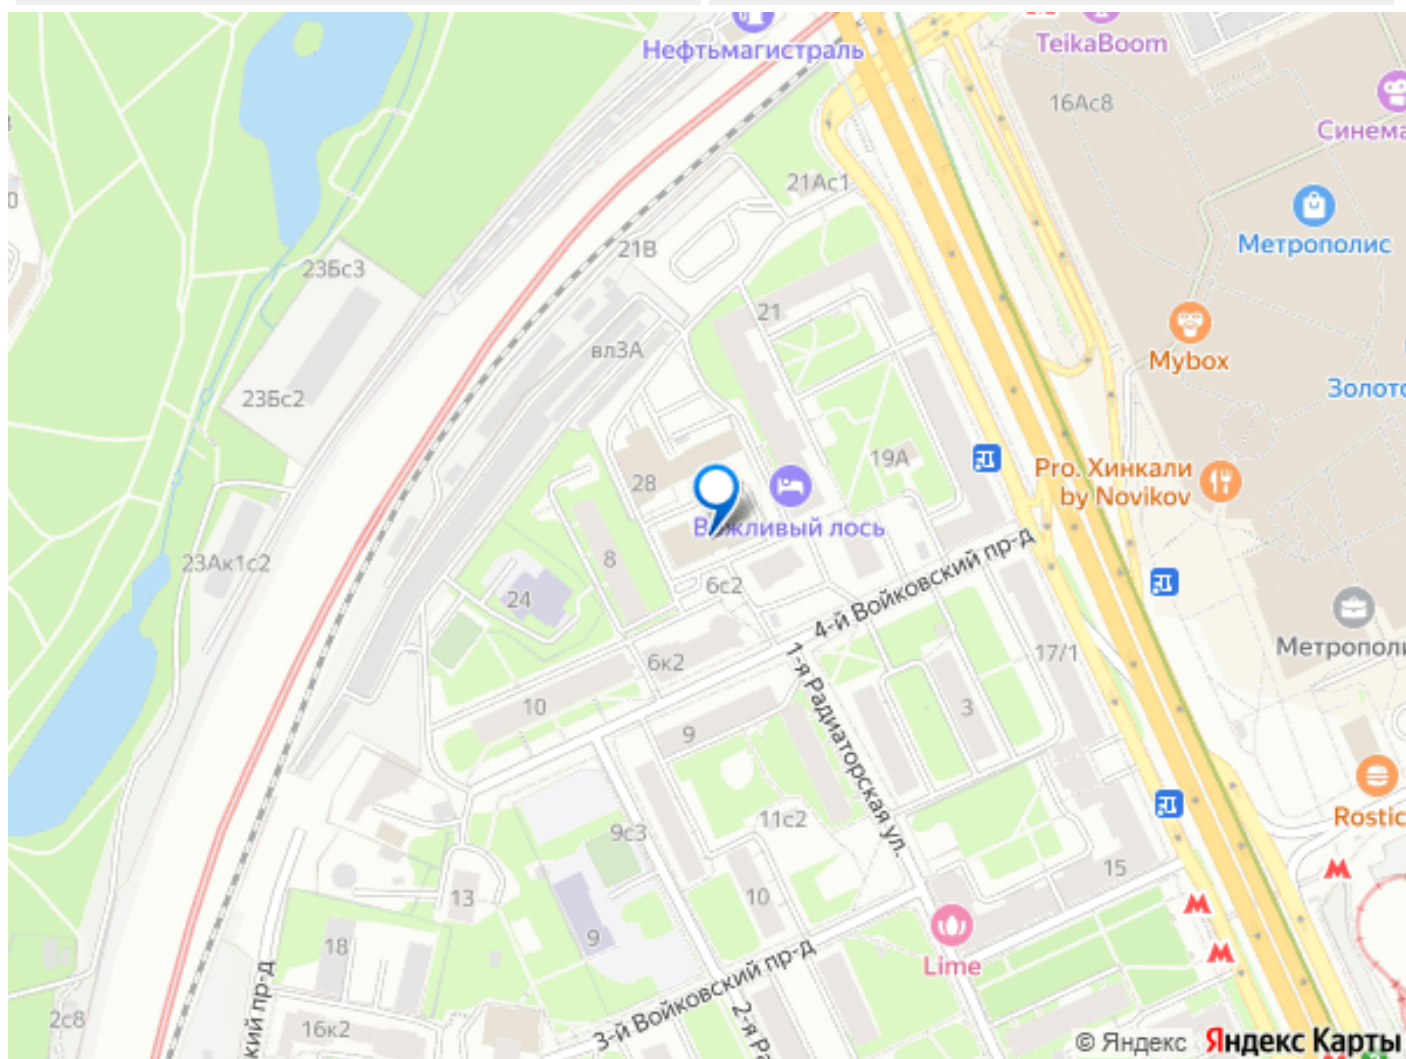 Нефтьмагистраль
TeikaBoom
16Ас8
Синема
21Ас1
Метрополис
21В
23Бс3
21
вл3А
Mybox
23Бс2
Золото
19А
Pro. Хинкали
by Novikov
28
Вежливый лось
8
23Ак1с2
6с2
24
4-й Войковский пр-д
Метрополи
17/1
6к2
1-я Радиаторская ул.
10
9
3
11с2
9с3
Rostic
15
13
10
18
9
Lime
3-й Войковский пр-д
кий пр-д
2с8
16к2
2-я Ра
© Яндекс Яндекс Карты